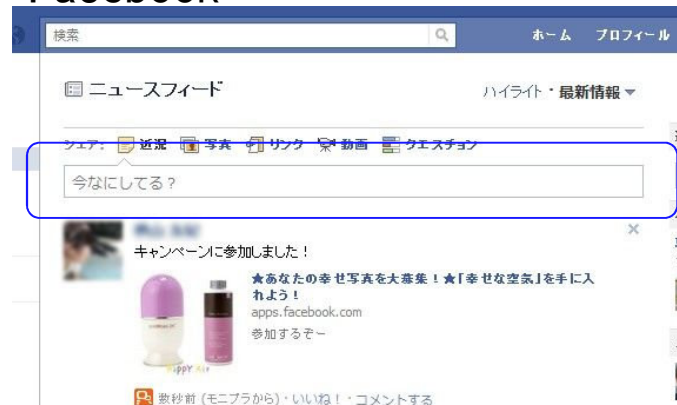 Facebook
検索
ホーム プロフィール
ニュースフィード
ハイライト・最新情報
シェア: 近況 写真 リンク 動画 クエスチョン
今なにしてる？
キャンペーンに参加しました！
★あなたの幸せ写真を大募集！★「幸せな空気」を手に入
れよう！
apps.facebook.com
参加するぞー
数秒前 (モニプラから)・いいね！・コメントする